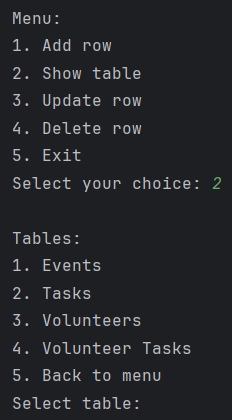 Menu:
1. Add row
2. Show table
3. Update row
4. Delete row
5. Exit
Select your choice: 2
Tables:
1. Events
2. Tasks
3. Volunteers
4. Volunteer Tasks
5. Back to menu
Select table: